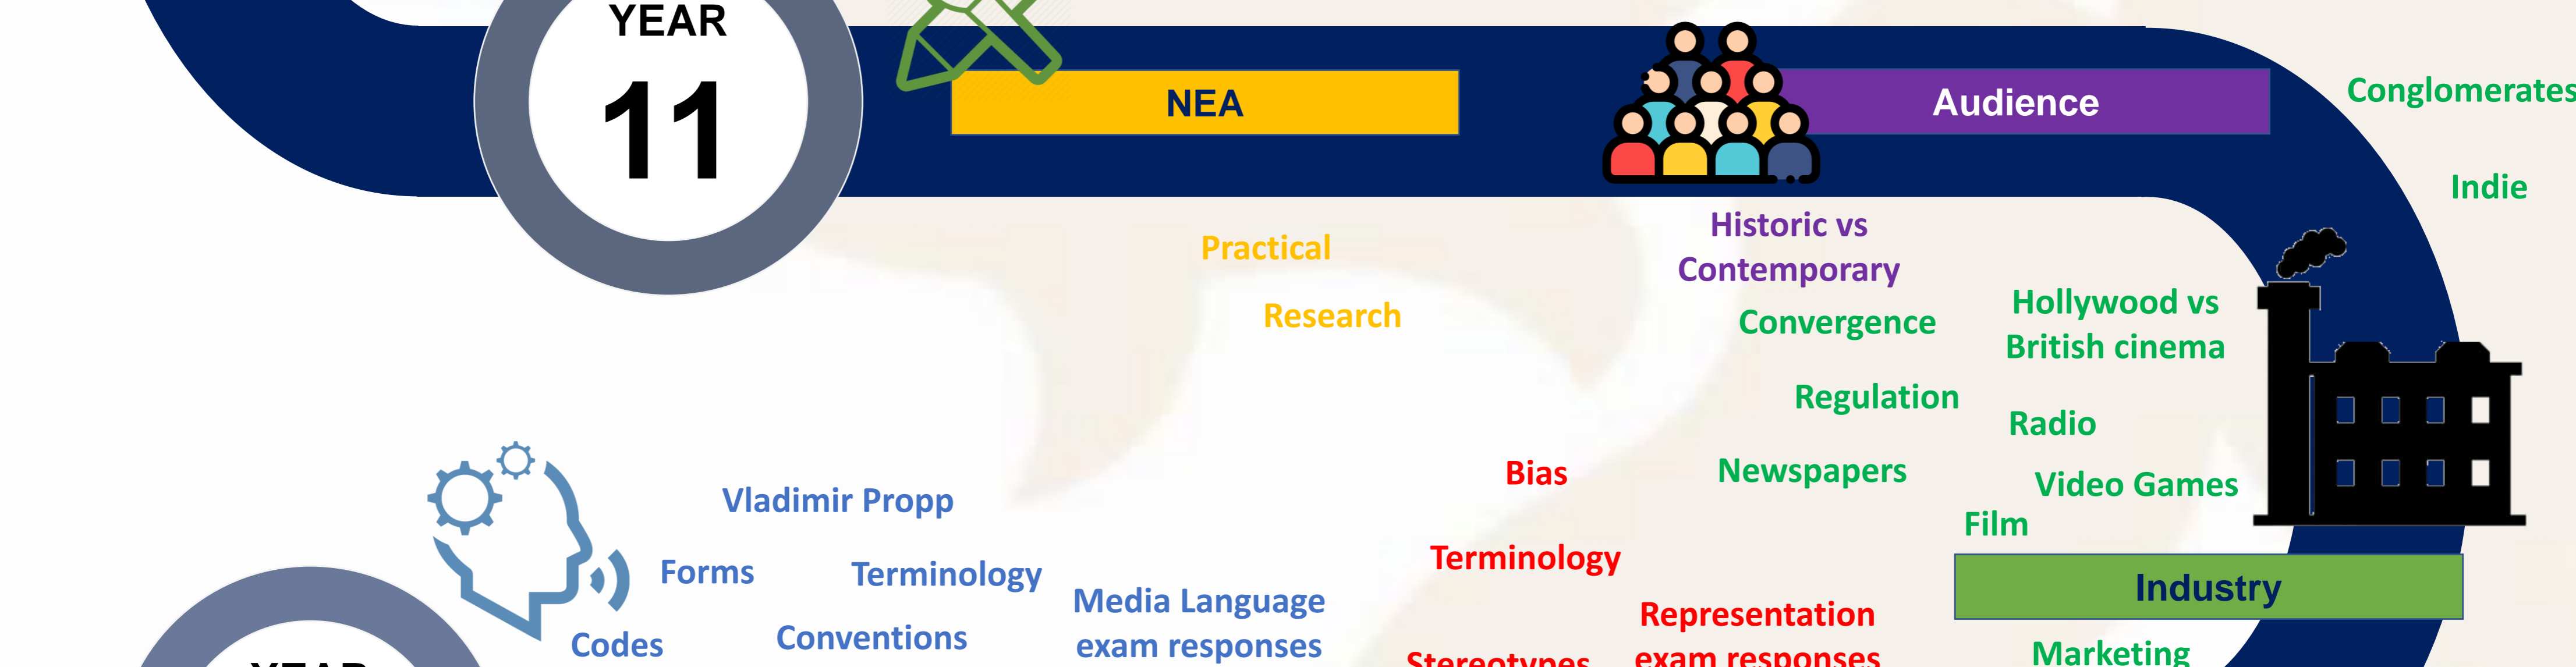 YEAR
11
NEA
Audience
Conglomerates
Indie
Practical
Research
Historic vs
Contemporary
Convergence
Hollywood vs
British cinema
Regulation
Radio
Newspapers
Video Games
Film
Industry
Marketing
Bias
Terminology
Representation
exam responses
Stereotypes
Vladimir Propp
Forms
Terminology
Media Language
exam responses
Codes
Conventions
YEAR